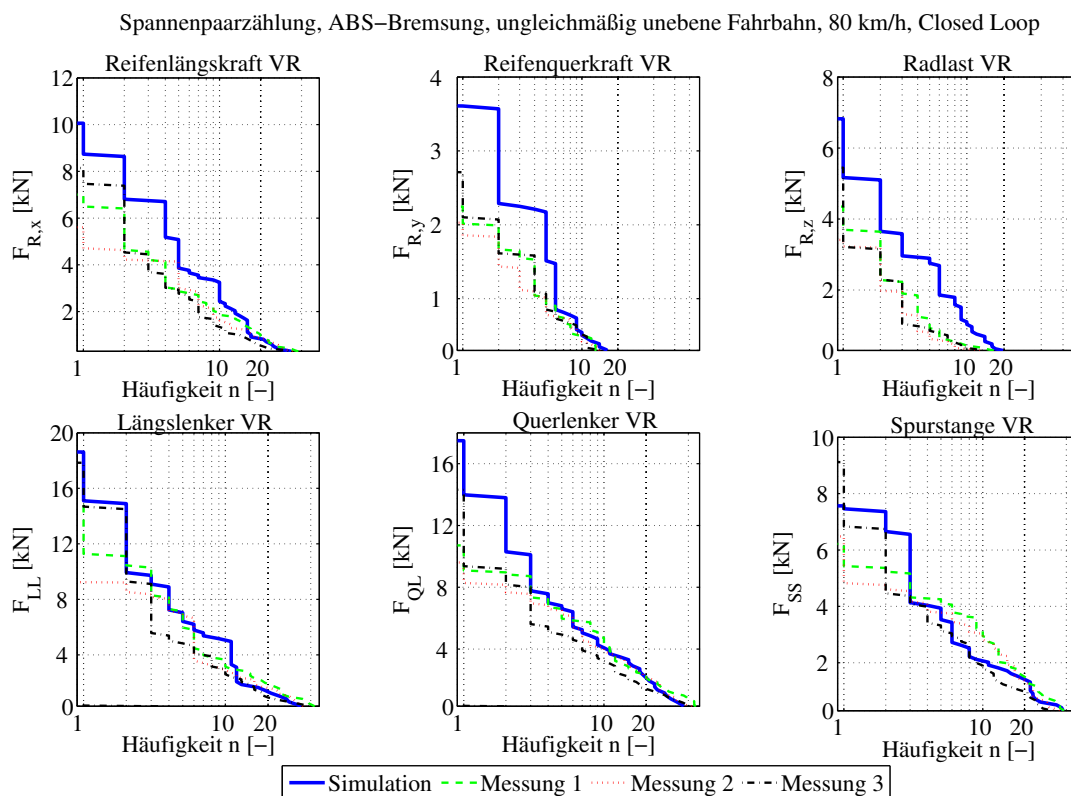 Spannenpaarzählung, ABS−Bremsung, ungleichmäßig unebene Fahrbahn, 80 km/h, Closed Loop
Reifenlängskraft VR
12
10
8
6
4
2
F_R,x [kN]
1
10
20
Häufigkeit n [−]
Reifenquerkraft VR
4
3
2
1
0
F_R,y [kN]
1
10
20
Häufigkeit n [−]
Radlast VR
8
6
4
2
0
F_R,z [kN]
1
10
20
Häufigkeit n [−]
Längslenker VR
20
16
12
8
4
0
F_LL [kN]
1
10
20
Häufigkeit n [−]
Querlenker VR
16
12
8
4
0
F_QL [kN]
1
10
20
Häufigkeit n [−]
Spurstange VR
10
8
6
4
2
0
F_SS [kN]
1
10
20
Häufigkeit n [−]
Simulation Messung 1 Messung 2 Messung 3